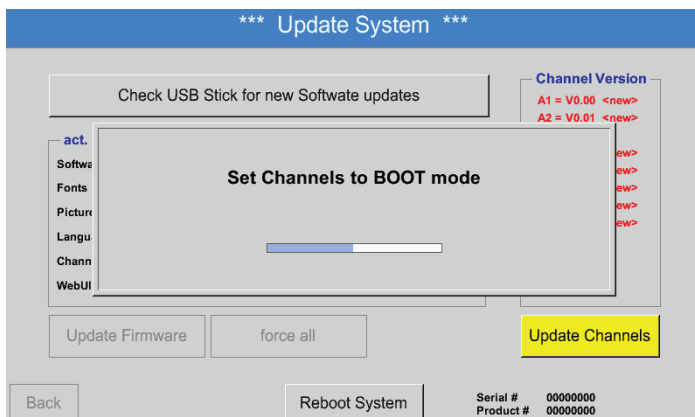 *** Update System ***
Check USB Stick for new Softwate updates
Channel Version
A1 = V0.00 <new>
A2 = V0.01 <new>
act.
Softwa
ew>
Set Channels to BOOT mode
ew>
Fonts
ew>
Picture
ew>
Langu
ew>
Chann
WebUI
Update Firmware
force all
Update Channels
Back
Reboot System
Serial # 00000000
Product # 00000000